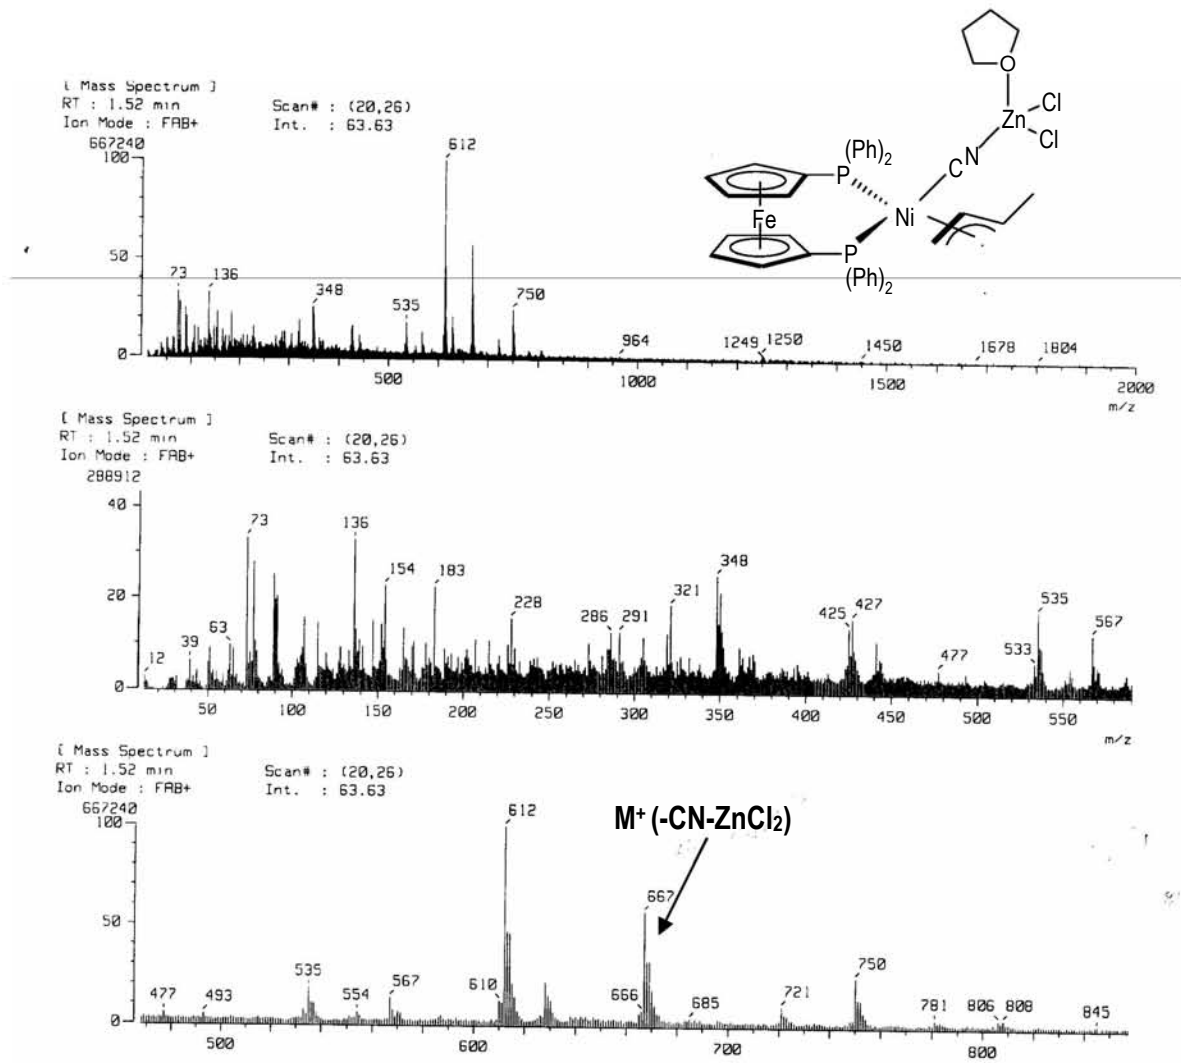 [ Mass Spectrum ]
RT : 1.52 min Scan# : (20,26)
Ion Mode : FAB+ Int. : 63.63
667240
100
50
0
73
136
348
535
612
750
964
1249
1250
1450
1678
1804
500 1000 1500 2000
m/z
O
Zn
Cl
Cl
N
C
(Ph)2
P
Ni
Fe
P
(Ph)2
[ Mass Spectrum ]
RT : 1.52 min Scan# : (20,26)
Ion Mode : FAB+ Int. : 63.63
288912
40
20
0
12
39
63
73
136
154
183
228
286
291
321
348
425
427
477
533
535
567
50 100 150 200 250 300 350 400 450 500 550
m/z
[ Mass Spectrum ]
RT : 1.52 min Scan# : (20,26)
Ion Mode : FAB+ Int. : 63.63
667240
100
50
0
M+ (-CN-ZnCl2)
477
493
535
554
567
610
612
666
667
685
721
750
781
806
808
845
500 600 700 800